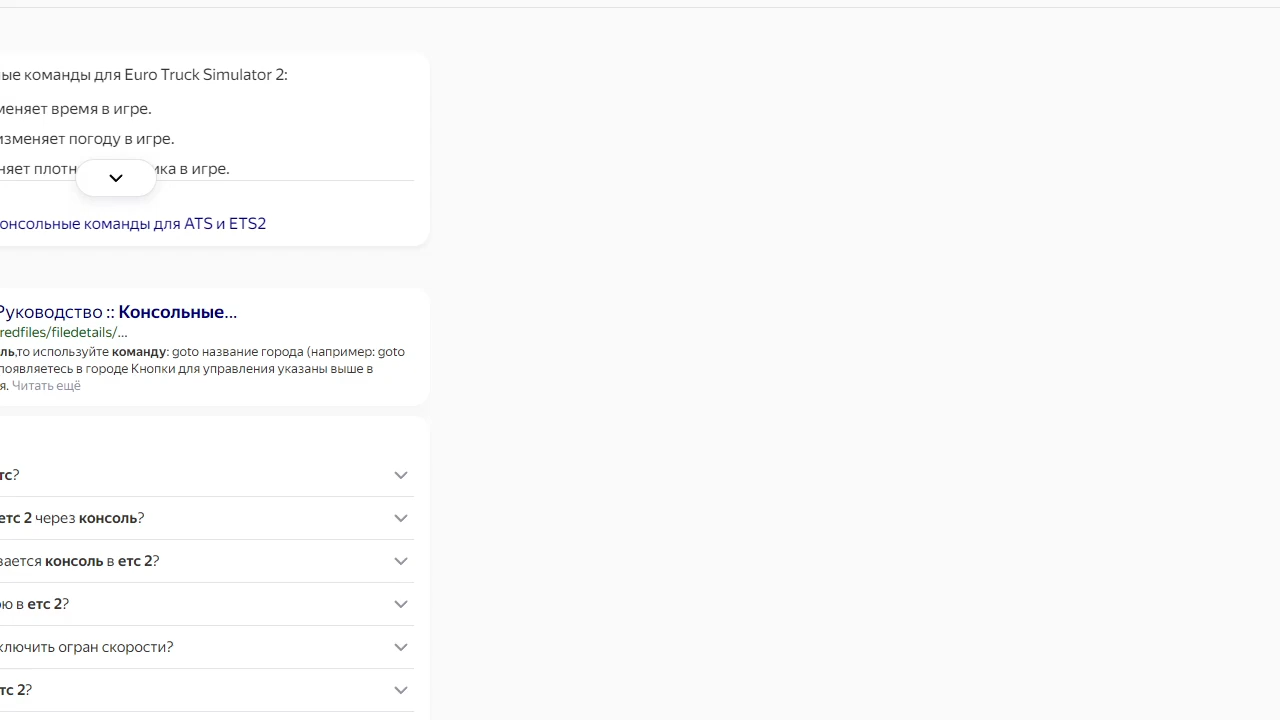 ые команды для Euro Truck Simulator 2:
меняет время в игре.
изменяет погоду в игре.
няет плотн ика в игре.
онсольные команды для ATS и ETS2
Руководство :: Консольные...
redfiles/filedetails/...
ль,то используйте команду: goto название города (например: goto
появляетесь в городе Кнопки для управления указаны выше в
я. Читать ещё
тс?
етс 2 через консоль?
вается консоль в етс 2?
ою в етс 2?
ключить огран скорости?
тс 2?